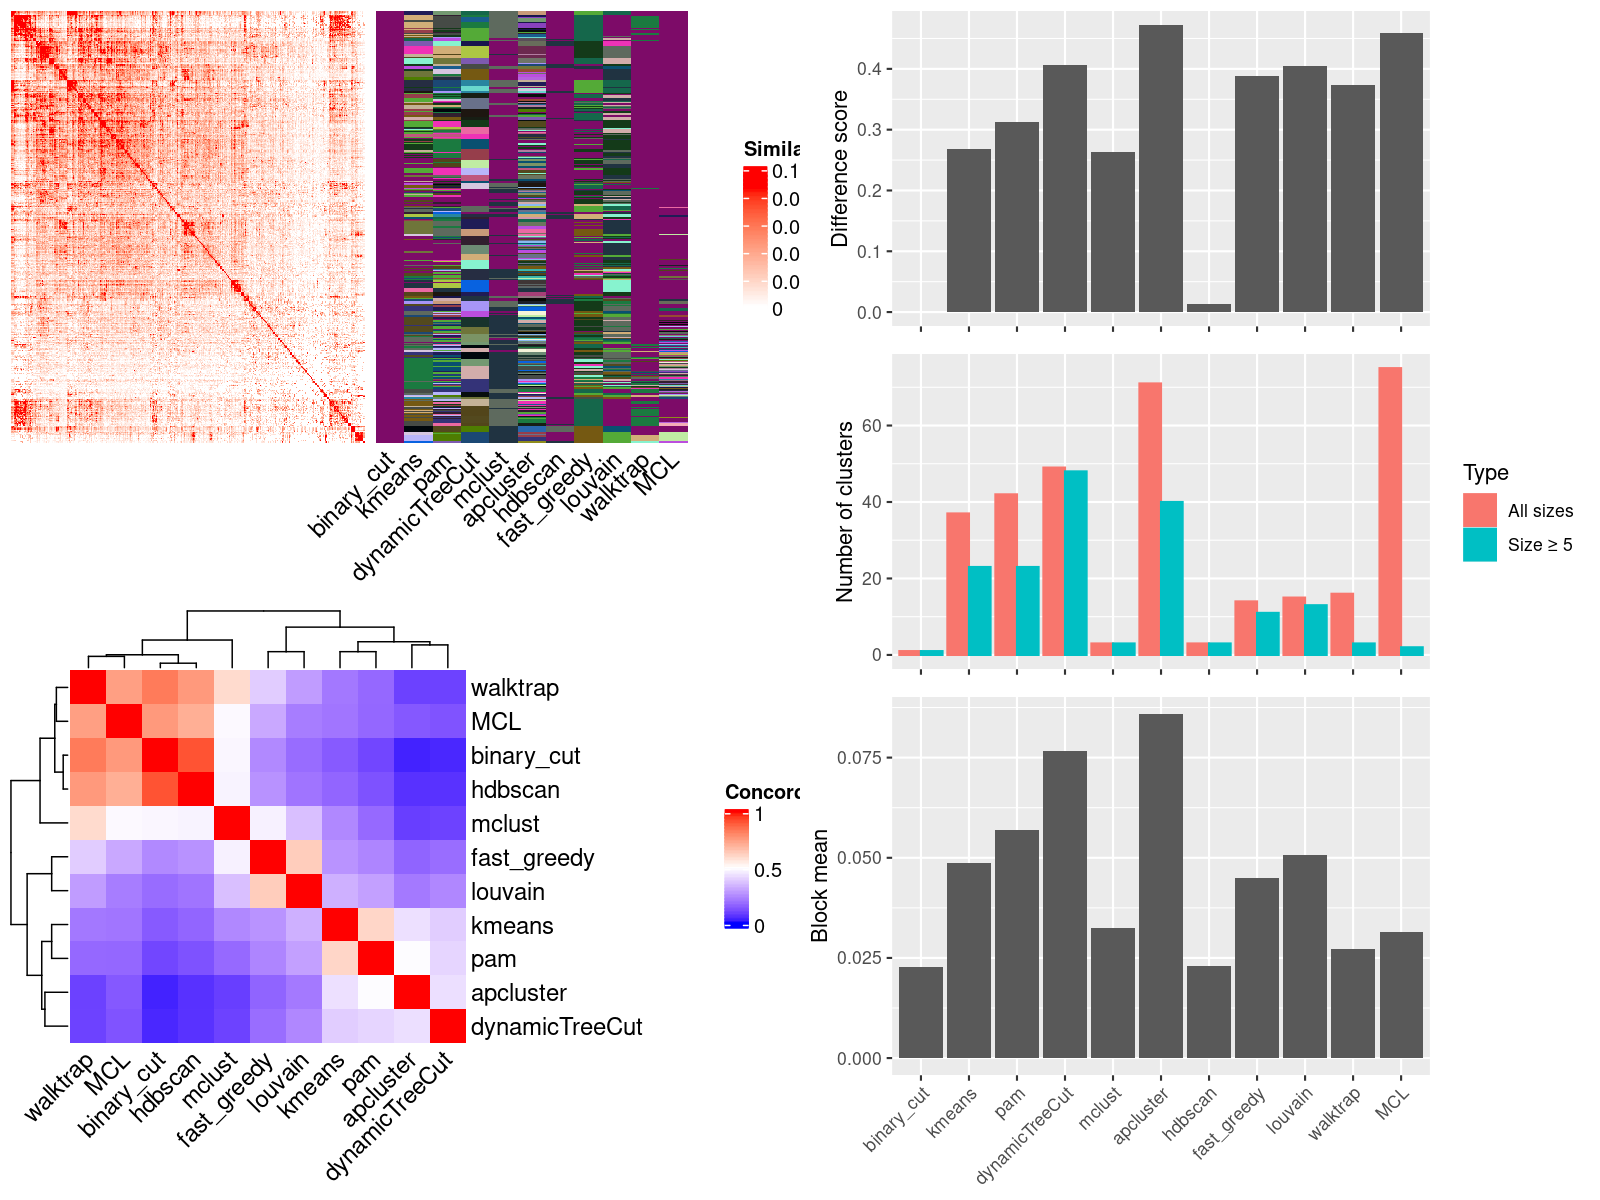 Simila
0.1
0.0
0.0
0.0
0.0
0
binary_cut
kmeans
pam
dynamicTreeCut
mclust
apcluster
hdbscan
fast_greedy
louvain
walktrap
MCL
walktrap
MCL
binary_cut
hdbscan
mclust
fast_greedy
louvain
kmeans
pam
apcluster
dynamicTreeCut
Concord
1
0.5
0
walktrap
MCL
binary_cut
hdbscan
mclust
fast_greedy
louvain
kmeans
pam
apcluster
dynamicTreeCut
Difference score
0.4
0.3
0.2
0.1
0.0
Number of clusters
60
40
20
0
Type
All sizes
Size ≥ 5
Block mean
0.075
0.050
0.025
0.000
binary_cut
kmeans
pam
dynamicTreeCut
mclust
apcluster
hdbscan
fast_greedy
louvain
walktrap
MCL